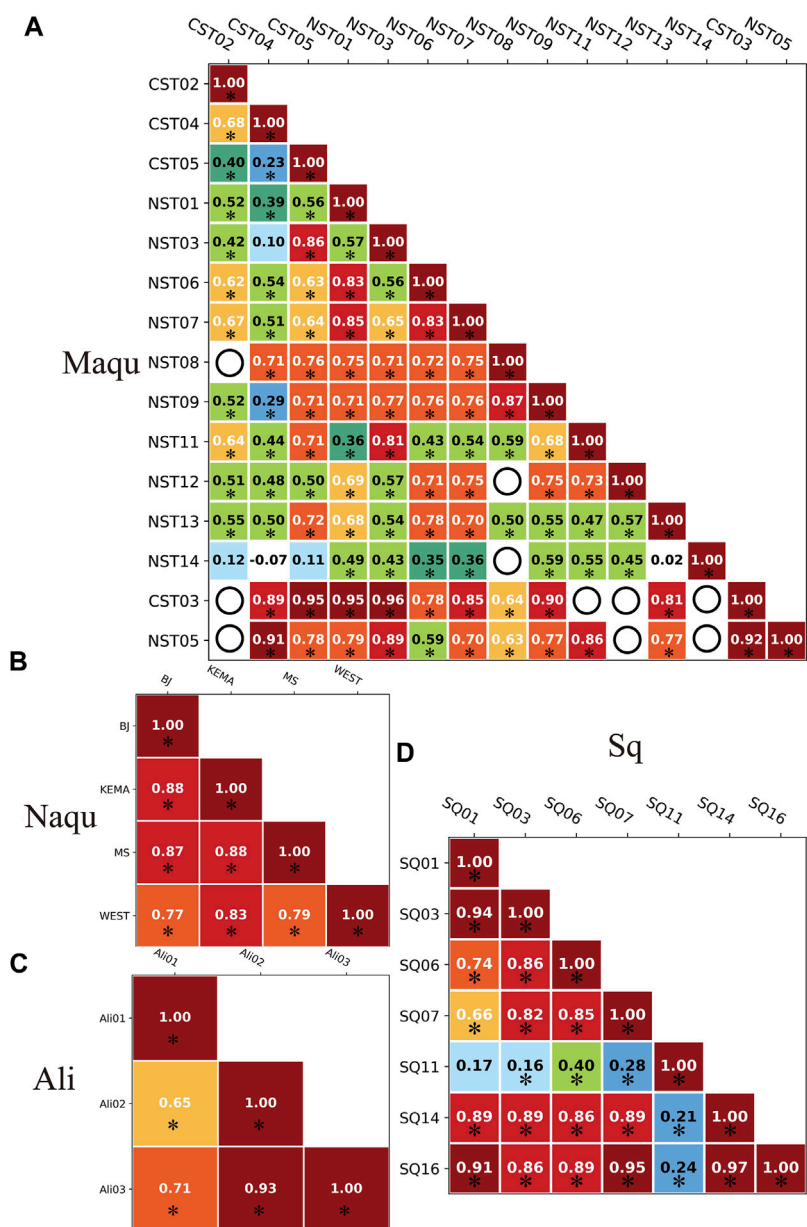 A
CST02 CST04 CST05 NST01 NST03 NST06 NST07 NST08 NST09 NST11 NST12 NST13 NST14 CST03 NST05
Maqu
CST02 1.00*
CST04 0.68* 1.00*
CST05 0.40* 0.23* 1.00*
NST01 0.52* 0.39* 0.56* 1.00*
NST03 0.42* 0.10 0.86* 0.57* 1.00*
NST06 0.62* 0.54* 0.63* 0.83* 0.56* 1.00*
NST07 0.67* 0.51* 0.64* 0.85* 0.65* 0.83* 1.00*
NST08 0.71* 0.76* 0.75* 0.71* 0.72* 0.75* 1.00*
NST09 0.52* 0.29* 0.71* 0.71* 0.77* 0.76* 0.76* 0.87* 1.00*
NST11 0.64* 0.44* 0.71* 0.36* 0.81* 0.43* 0.54* 0.59* 0.68* 1.00*
NST12 0.51* 0.48* 0.50* 0.69* 0.57* 0.71* 0.75* 0.75* 0.73* 1.00*
NST13 0.55* 0.50* 0.72* 0.68* 0.54* 0.78* 0.70* 0.50* 0.55* 0.47* 0.57* 1.00*
NST14 0.12 -0.07 0.11 0.49* 0.43* 0.35* 0.36* 0.59* 0.55* 0.45* 0.02 1.00*
CST03 0.89* 0.95* 0.95* 0.96* 0.78* 0.85* 0.64* 0.90* 0.81* 1.00*
NST05 0.91* 0.78* 0.79* 0.89* 0.59* 0.70* 0.63* 0.77* 0.86* 0.77* 0.92* 1.00*
B
BJ KEMA MS WEST
Naqu
BJ 1.00*
KEMA 0.88* 1.00*
MS 0.87* 0.88* 1.00*
WEST 0.77* 0.83* 0.79* 1.00*
C
Ali01 Ali02 Ali03
Ali
Ali01 1.00*
Ali02 0.65* 1.00*
Ali03 0.71* 0.93* 1.00*
D
Sq
SQ01 SQ03 SQ06 SQ07 SQ11 SQ14 SQ16
SQ01 1.00*
SQ03 0.94* 1.00*
SQ06 0.74* 0.86* 1.00*
SQ07 0.66* 0.82* 0.85* 1.00*
SQ11 0.17 0.16* 0.40* 0.28* 1.00*
SQ14 0.89* 0.89* 0.86* 0.89* 0.21* 1.00*
SQ16 0.91* 0.86* 0.89* 0.95* 0.24* 0.97* 1.00*